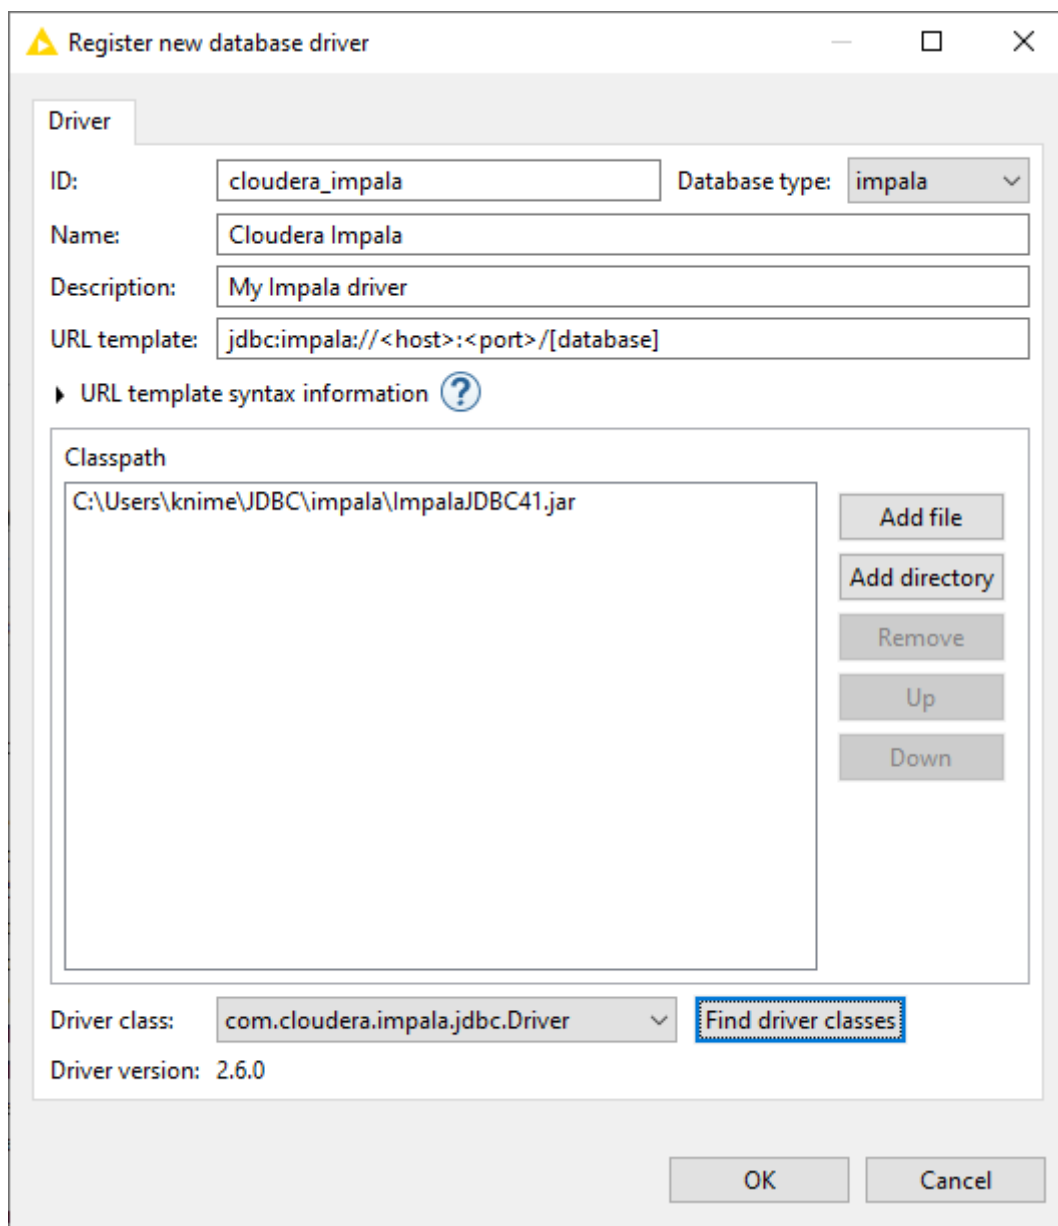 Register new database driver
Driver
ID: cloudera_impala Database type: impala
Name: Cloudera Impala
Description: My Impala driver
URL template: jdbc:impala://<host>:<port>/[database]
URL template syntax information ?
Classpath
C:\Users\knime\JDBC\impala\ImpalaJDBC41.jar
Add file
Add directory
Remove
Up
Down
Driver class: com.cloudera.impala.jdbc.Driver Find driver classes
Driver version: 2.6.0
OK Cancel